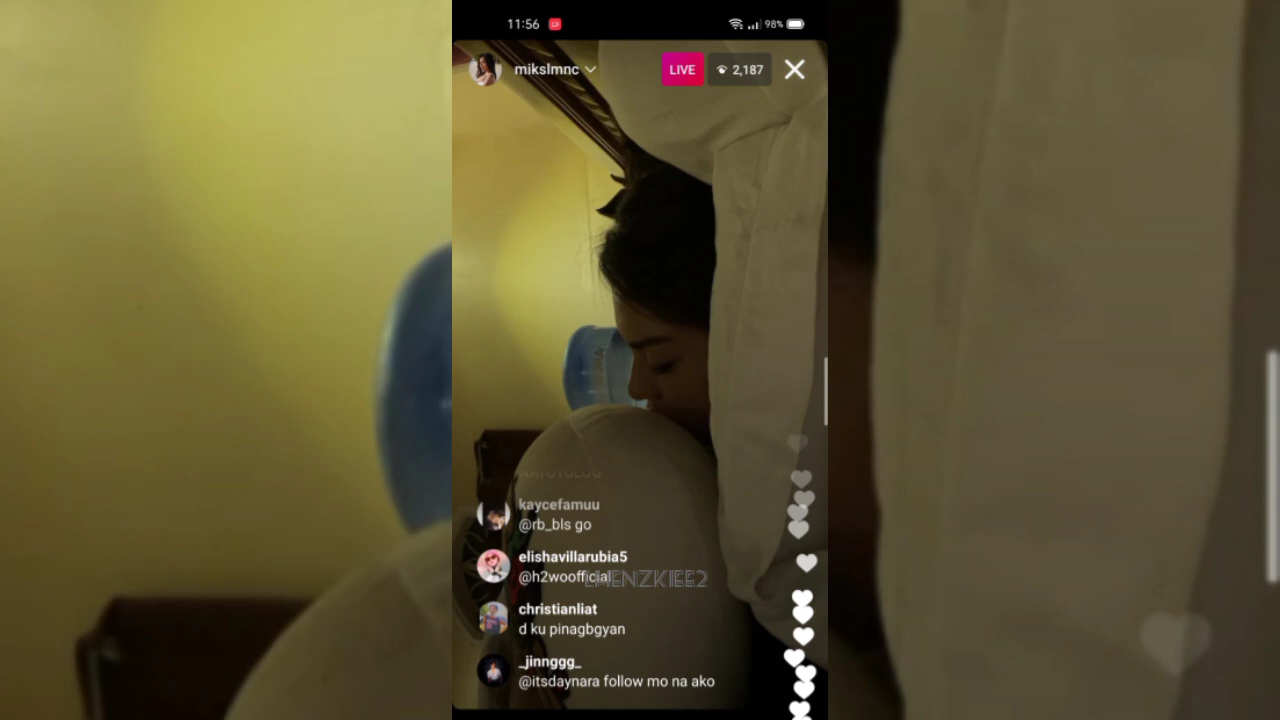 11:56
98%
mikslmnc
LIVE
2,187
kaycefamuu
@rb_bls go
elishavillarubia5
@h2woofficial
LHENZKIEE2
christianliat
d ku pinagbgyan
_jinnggg_
@itsdaynara follow mo na ako